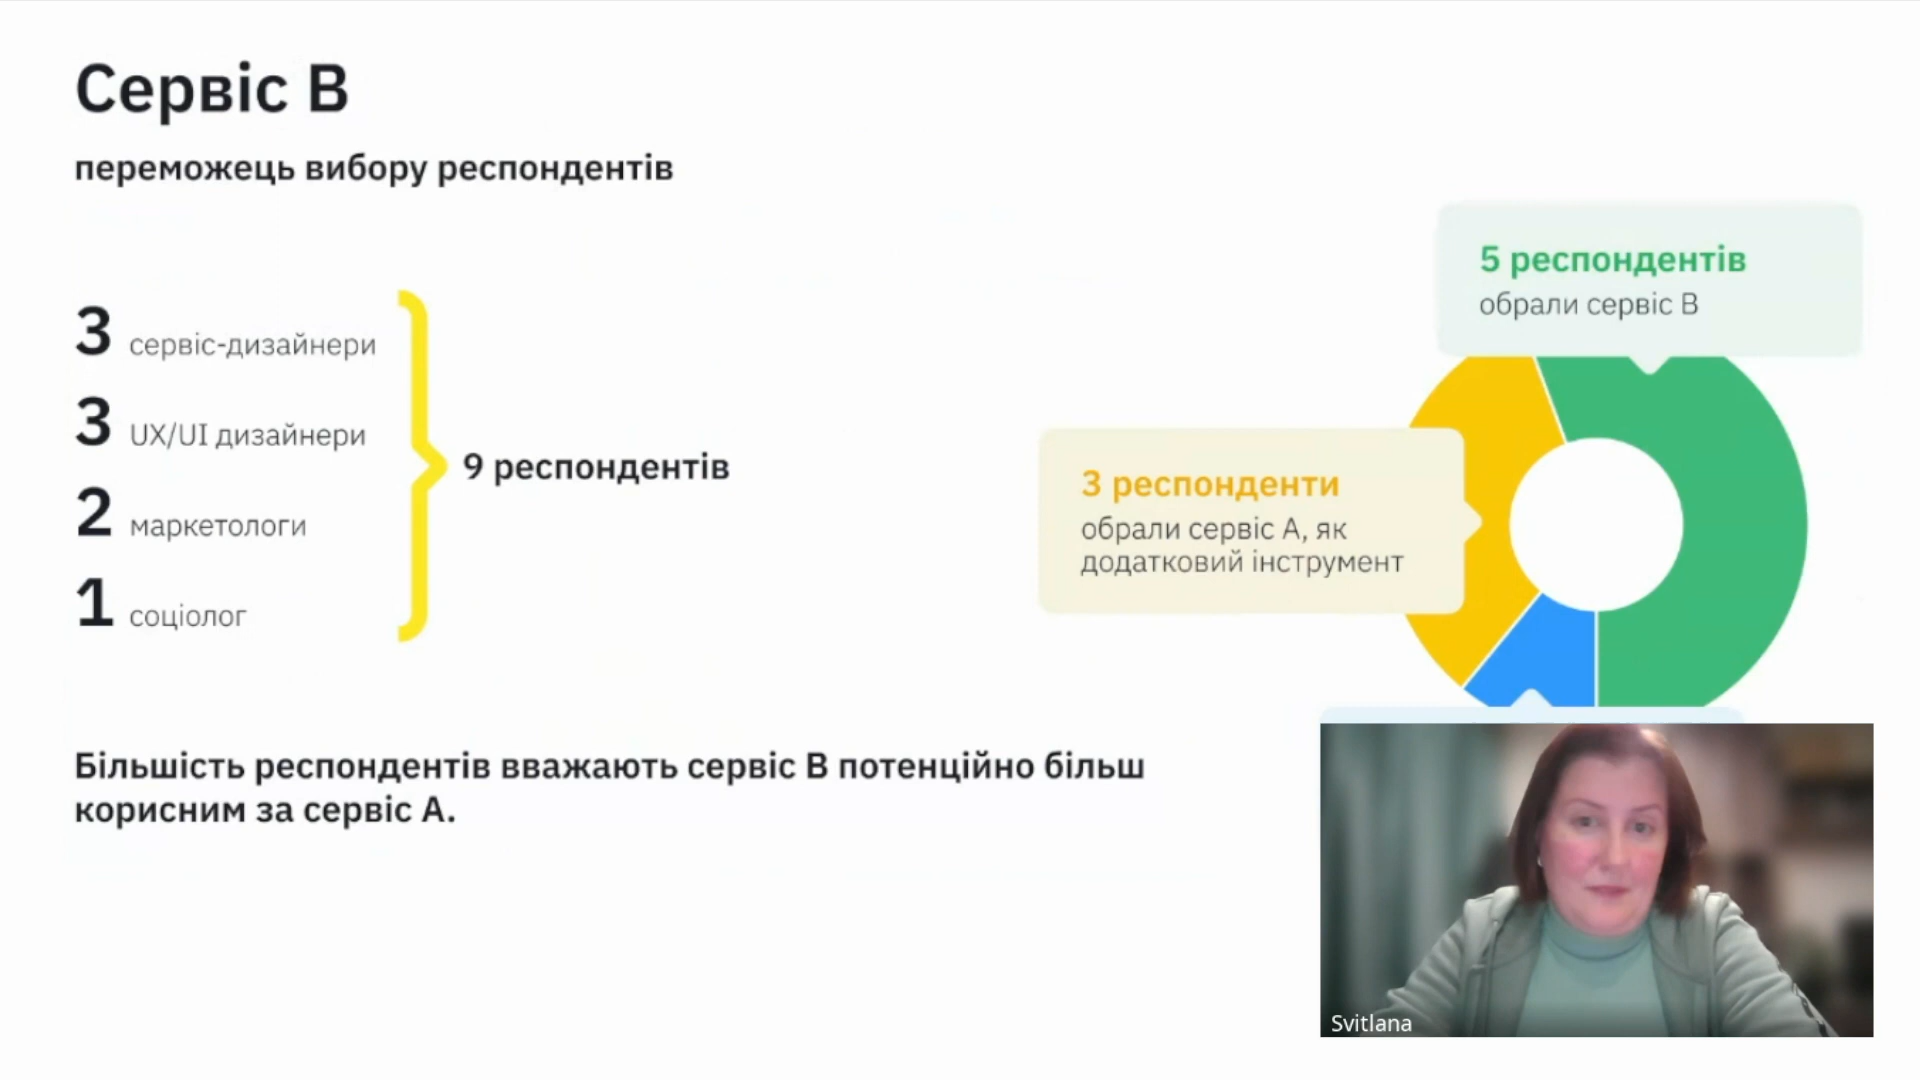 Сервіс B
переможець вибору респондентів
3 сервіс-дизайнери
3 UX/UI дизайнери
2 маркетологи
1 соціолог
9 респондентів
5 респондентів
обрали сервіс B
3 респонденти
обрали сервіс А, як
додатковий інструмент
Більшість респондентів вважають сервіс B потенційно більш
корисним за сервіс А.
Svitlana